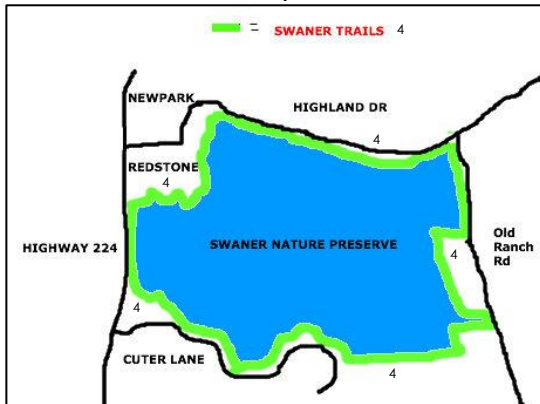 = SWANER TRAILS 4
NEWPARK
HIGHLAND DR
4
REDSTONE
4
HIGHWAY 224
SWANER NATURE PRESERVE
4
Old
Ranch
Rd
4
CUTER LANE
4